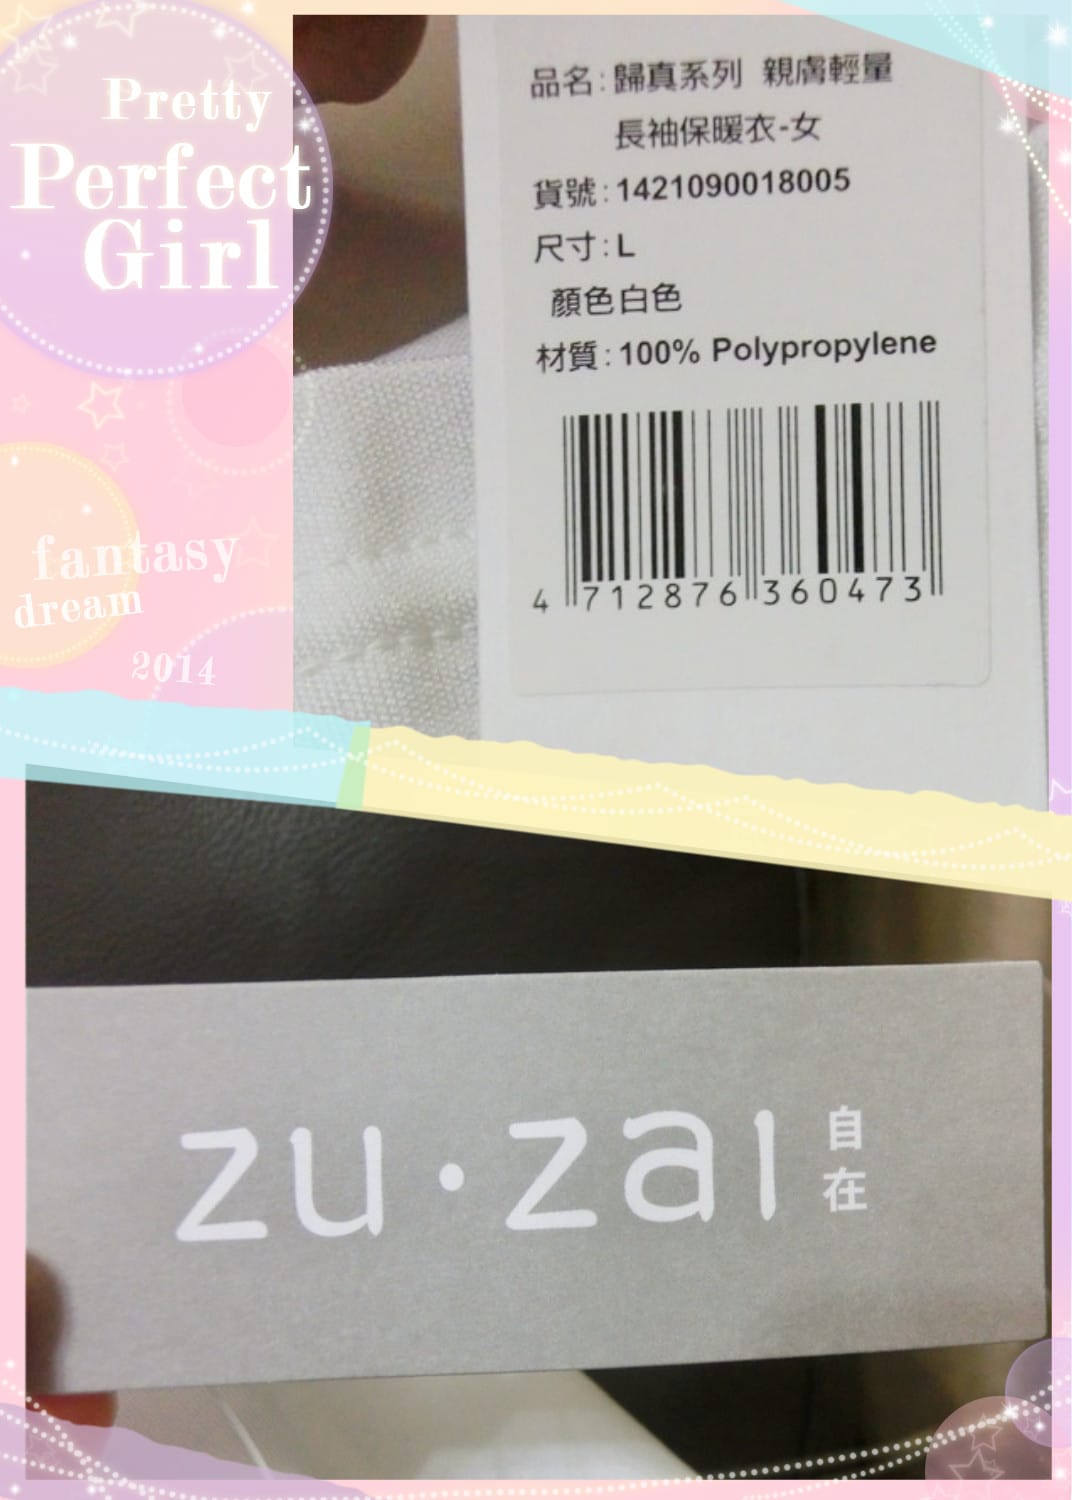 Pretty
Perfect
Girl
fantasy
dream
2014
品名:歸真系列 親膚輕量
長袖保暖衣-女
貨號:1421090018005
尺寸:L
顏色白色
材質:100% Polypropylene
4 712876 360473
zu·zai 自在